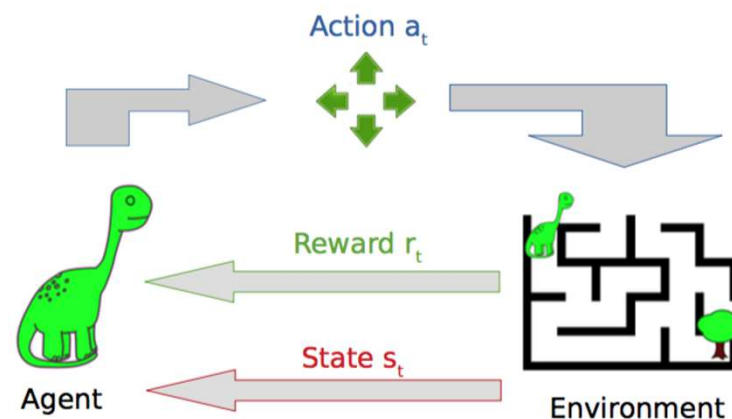 Action a_t
Reward r_t
State s_t
Agent
Environment